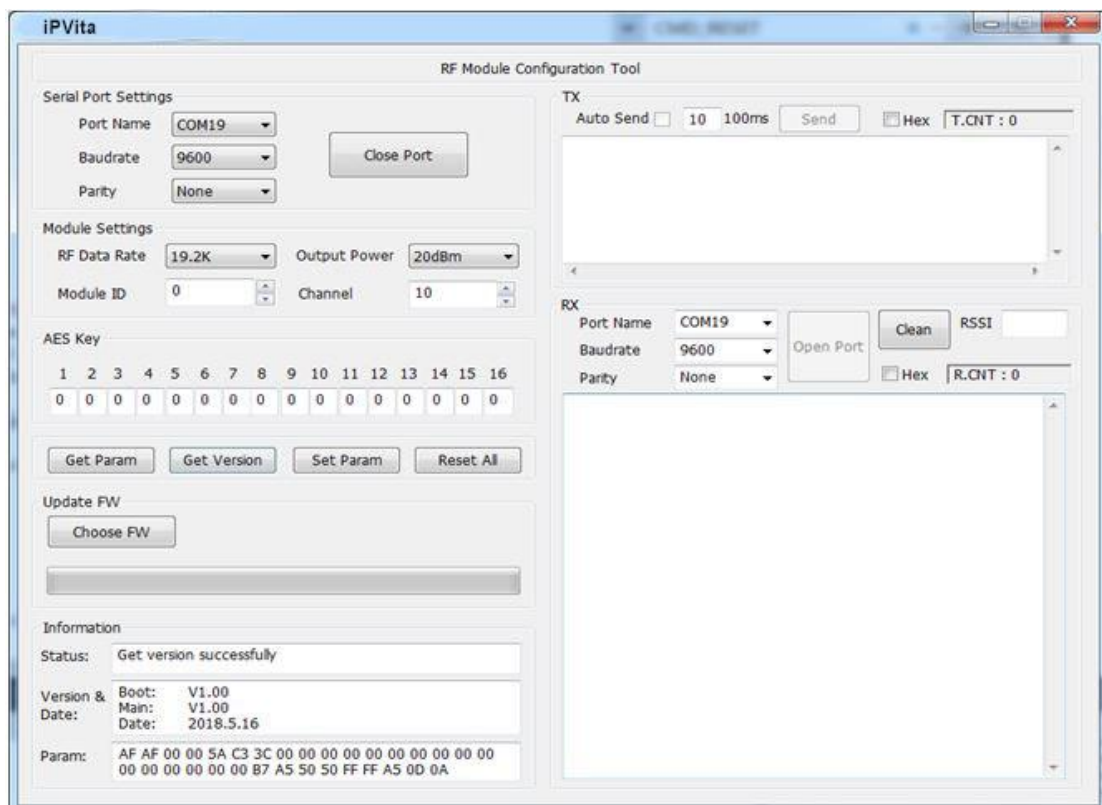 iPVita
RF Module Configuration Tool
Serial Port Settings
Port Name COM19
Baudrate 9600
Parity None
Close Port
Module Settings
RF Data Rate 19.2K Output Power 20dBm
Module ID 0 Channel 10
AES Key
1 2 3 4 5 6 7 8 9 10 11 12 13 14 15 16
0 0 0 0 0 0 0 0 0 0 0 0 0 0 0 0
Get Param Get Version Set Param Reset All
Update FW
Choose FW
Information
Status: Get version successfully
Version & Date:
Boot: V1.00
Main: V1.00
Date: 2018.5.16
Param: AF AF 00 00 5A C3 3C 00 00 00 00 00 00 00 00 00 00
00 00 00 00 00 00 B7 A5 50 50 FF FF A5 0D 0A
TX
Auto Send 10 100ms Send Hex T.CNT : 0
RX
Port Name COM19
Baudrate 9600
Parity None
Open Port
Clean RSSI
Hex R.CNT : 0